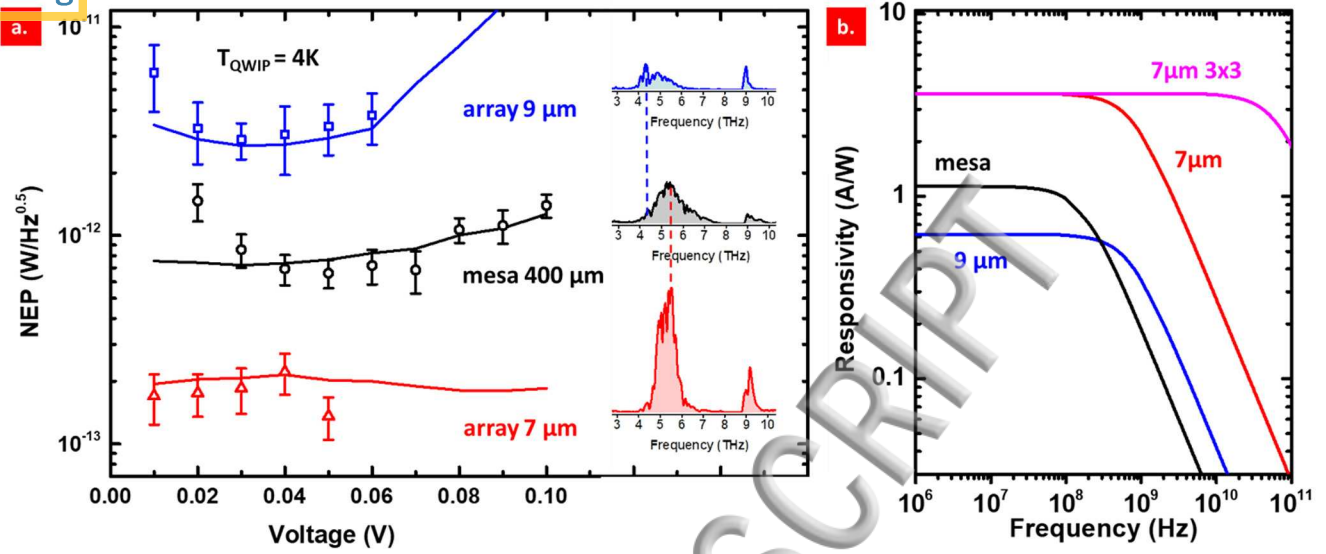 g
a.
10⁻¹¹
10⁻¹²
10⁻¹³
NEP (W/Hz⁰·⁵)
T_QWIP = 4K
array 9 µm
mesa 400 µm
array 7 µm
3 4 5 6 7 8 9 10
Frequency (THz)
3 4 5 6 7 8 9 10
Frequency (THz)
3 4 5 6 7 8 9 10
Frequency (THz)
0.00 0.02 0.04 0.06 0.08 0.10
Voltage (V)
b.
10
1
0.1
Responsivity (A/W)
7µm 3x3
mesa
7µm
9 µm
10⁶ 10⁷ 10⁸ 10⁹ 10¹⁰ 10¹¹
Frequency (Hz)
SCRIPT